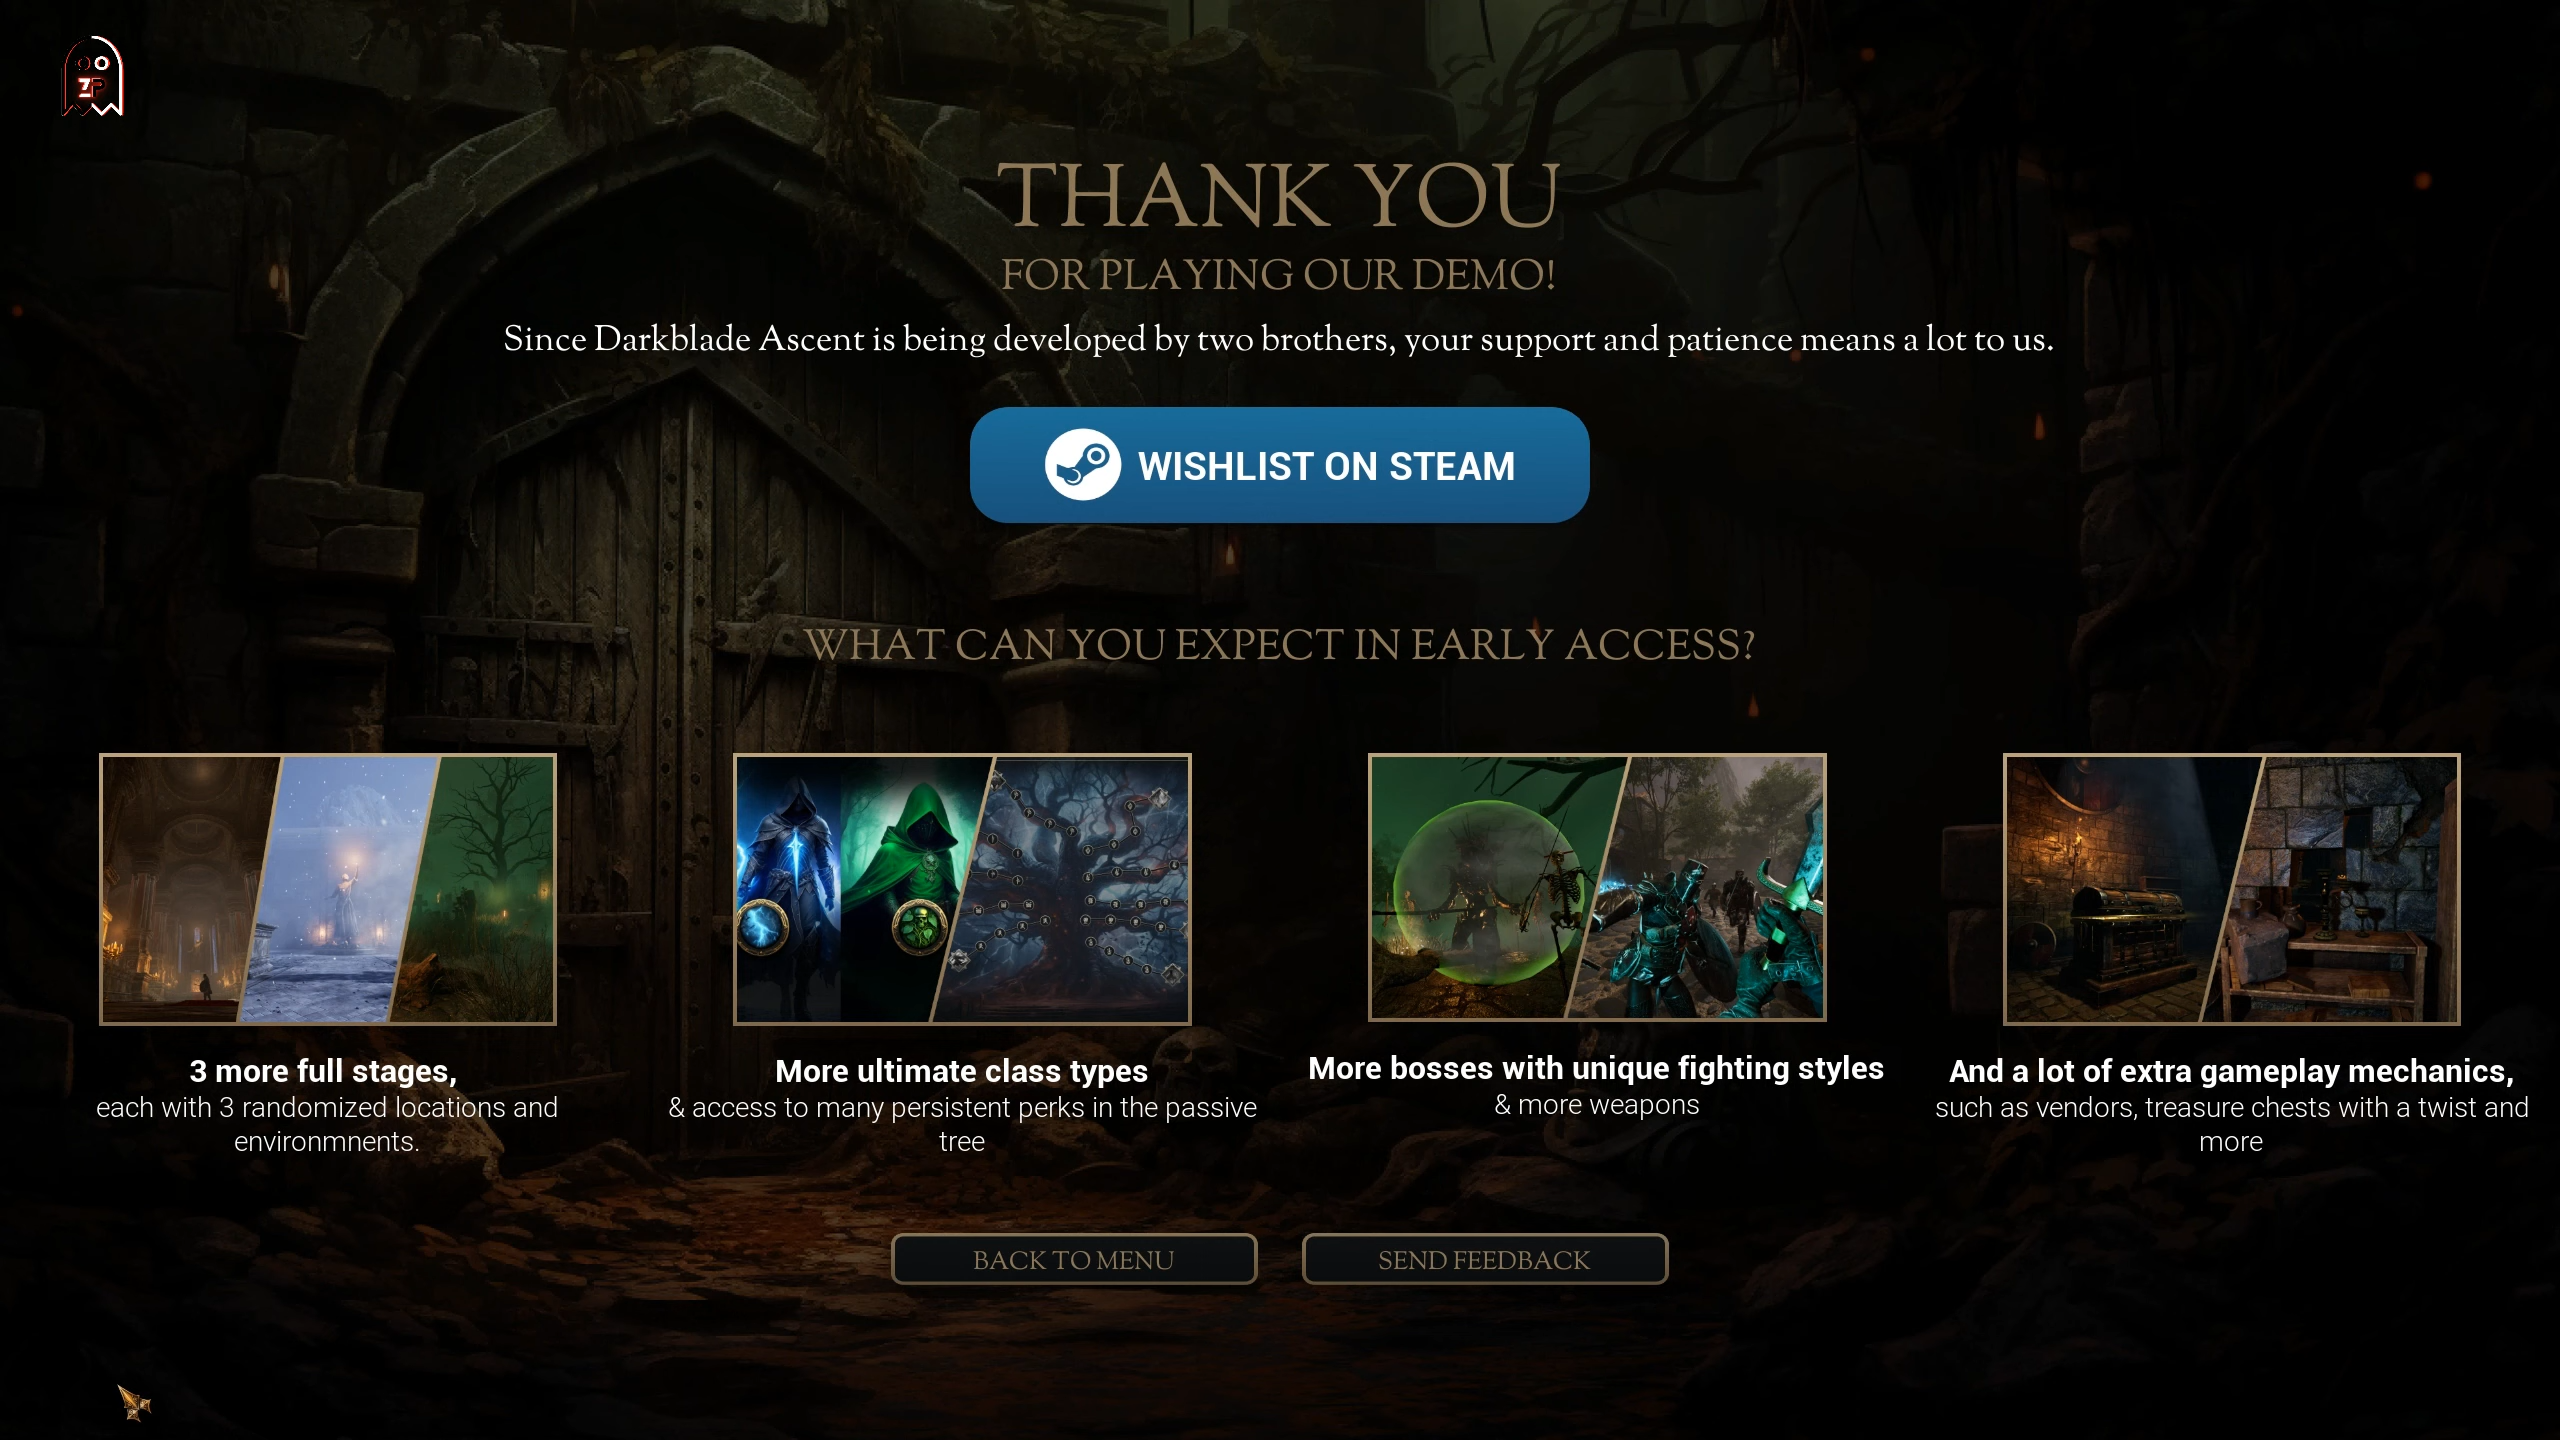 ZP
THANK YOU
FOR PLAYING OUR DEMO!
Since Darkblade Ascent is being developed by two brothers, your support and patience means a lot to us.
WISHLIST ON STEAM
WHAT CAN YOU EXPECT IN EARLY ACCESS?
3 more full stages,
each with 3 randomized locations and
environmnents.
More ultimate class types
& access to many persistent perks in the passive
tree
More bosses with unique fighting styles
& more weapons
And a lot of extra gameplay mechanics,
such as vendors, treasure chests with a twist and
more
BACK TO MENU
SEND FEEDBACK